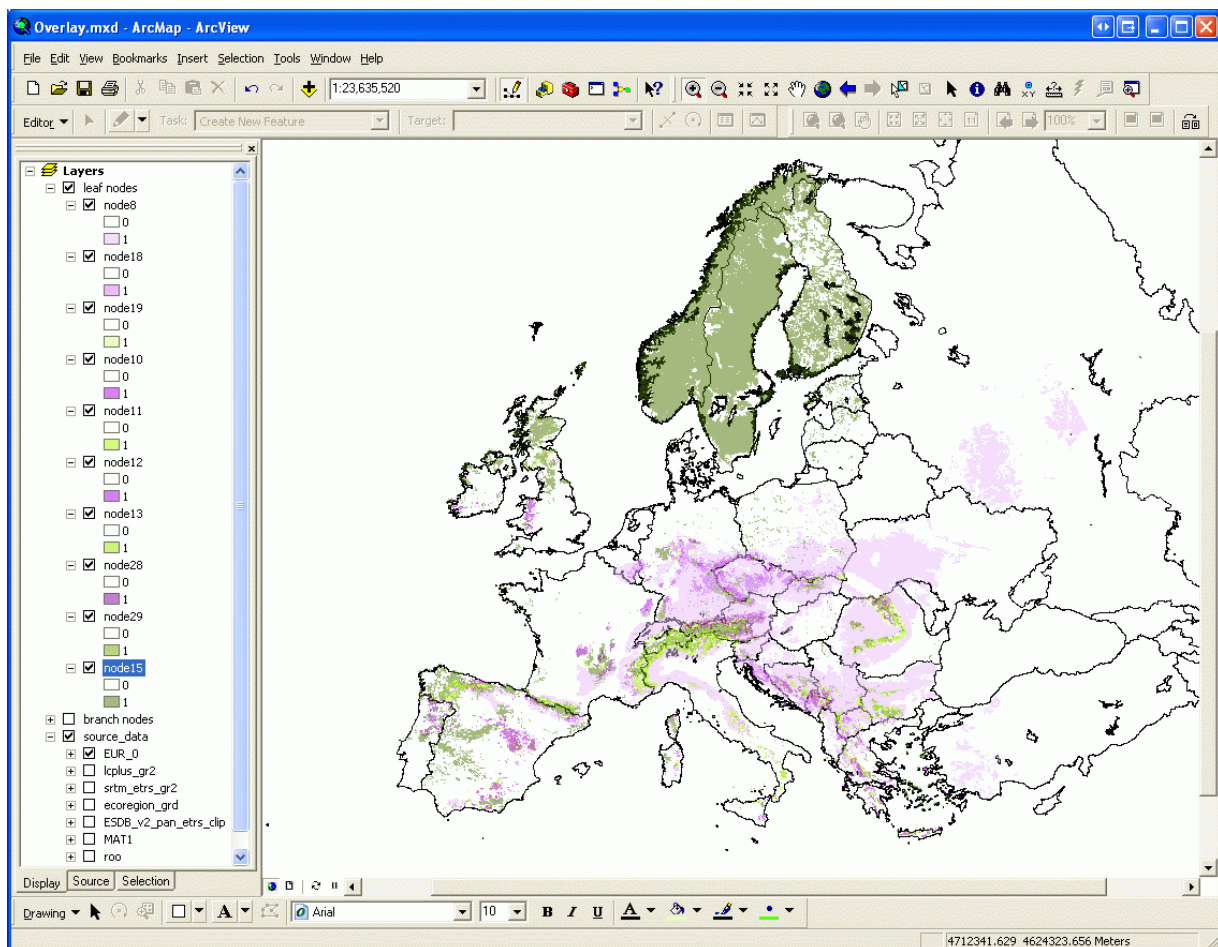 Overlay.mxd - ArcMap - ArcView
File Edit View Bookmarks Insert Selection Tools Window Help
1:23,635,520
Editor Task: Create New Feature Target: 100%
Layers
leaf nodes
node8
0
1
node18
0
1
node19
0
1
node10
0
1
node11
0
1
node12
0
1
node13
0
1
node28
0
1
node29
0
1
node15
0
1
branch nodes
source_data
EUR_0
lcplus_gr2
srtm_etrs_gr2
ecoregion_grd
ESDB_v2_pan_etrs_clip
MAT1
roo
Display Source Selection
Drawing A Arial 10 B I U A
4712341.629 4624323.656 Meters